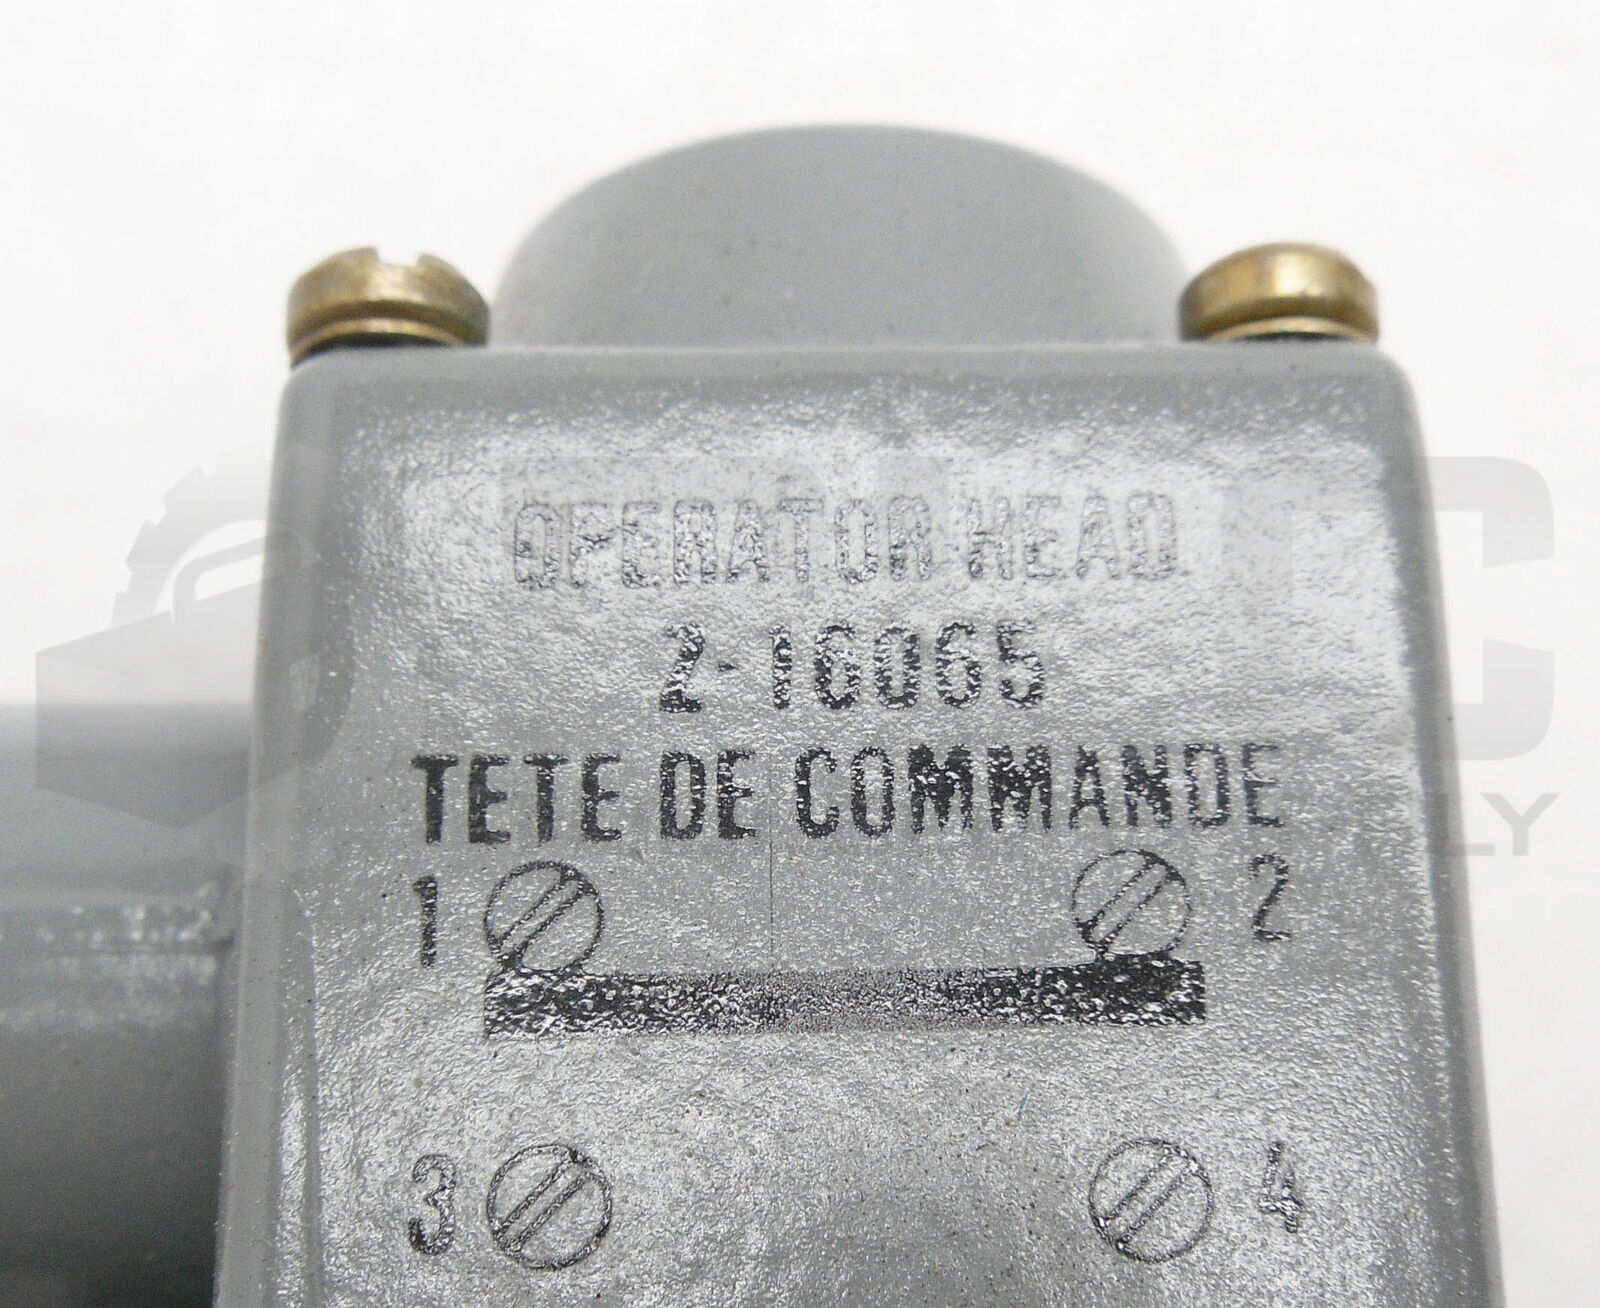 OPERATOR HEAD
2-16065
TETE DE COMMANDE
1 2
3 4